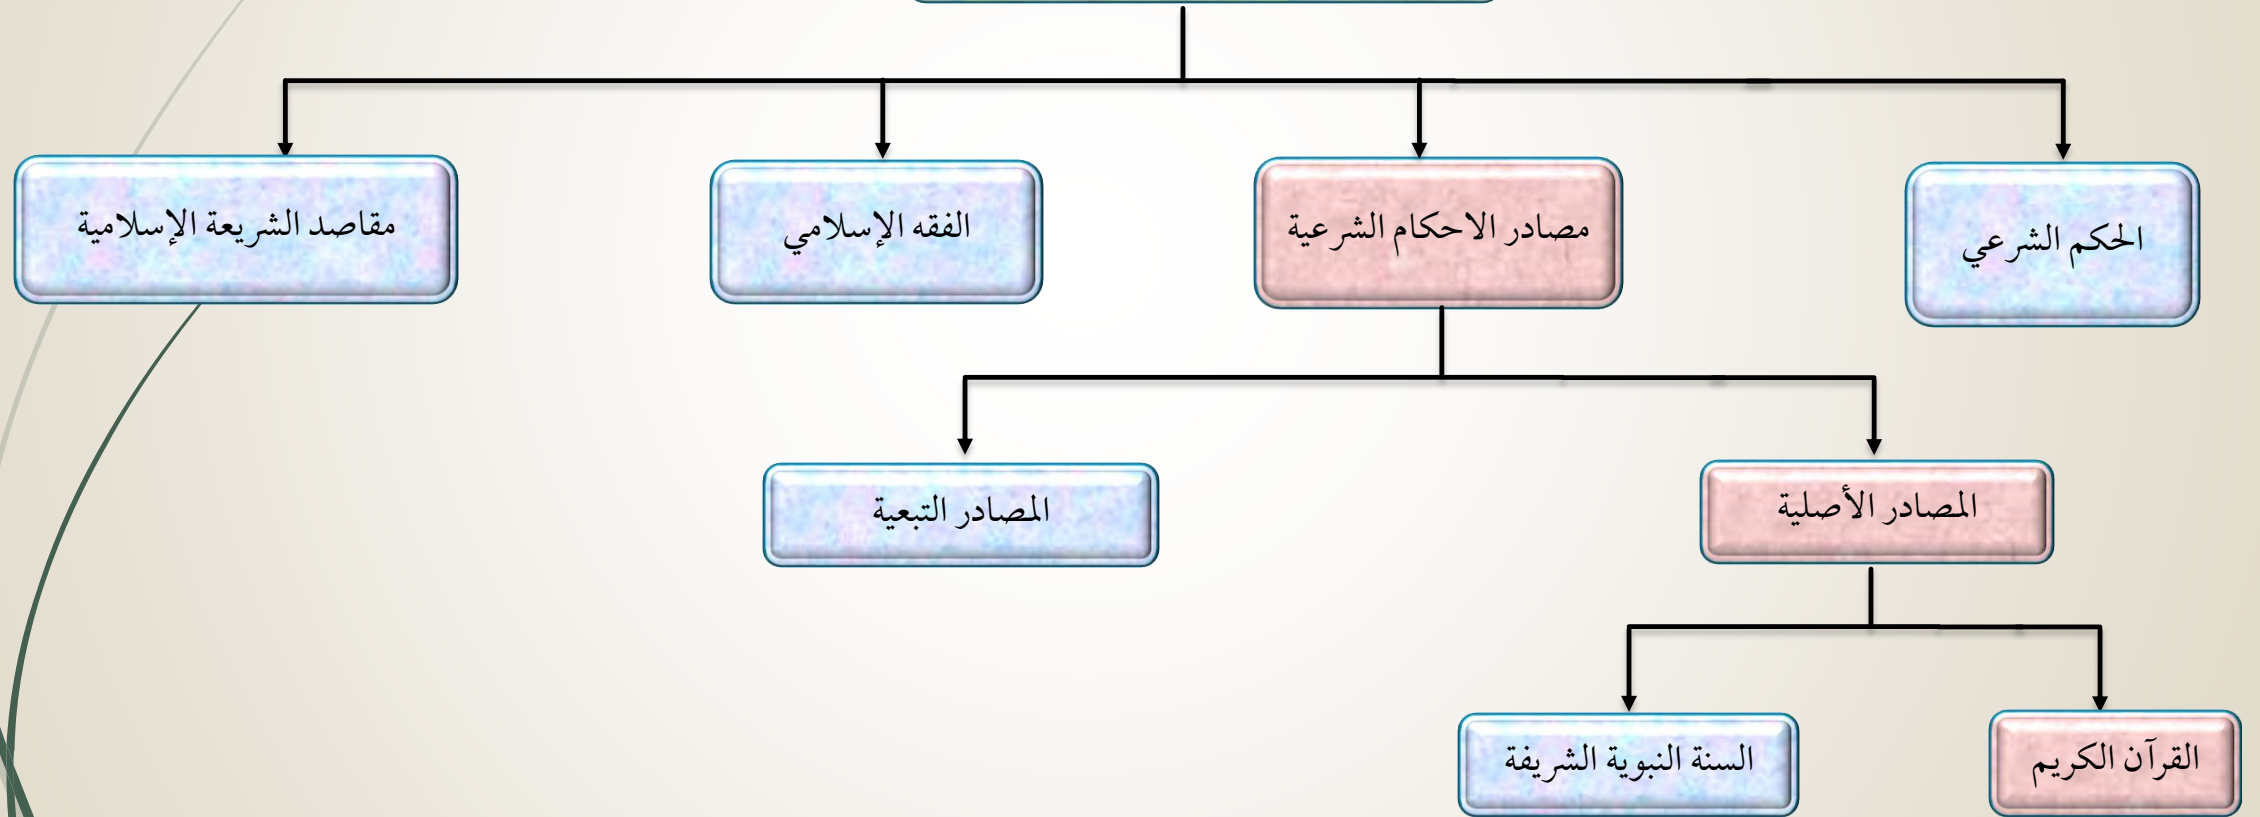 الحكم الشرعي
مصادر الاحكام الشرعية
الفقه الإسلامي
مقاصد الشريعة الإسلامية
المصادر الأصلية
المصادر التبعية
القرآن الكريم
السنة النبوية الشريفة